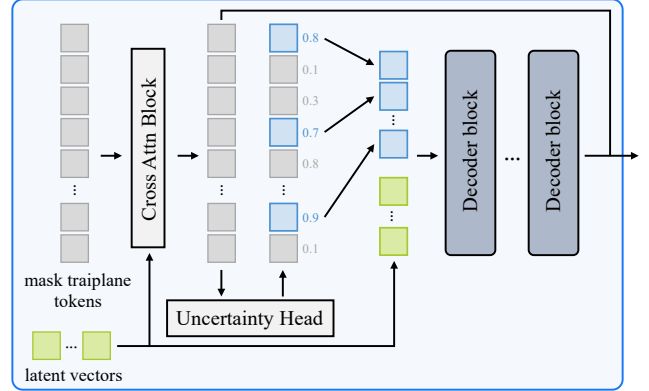 0.8
0.1
0.3
0.7
0.8
0.9
0.1
...
...
...
...
...
...
...
Cross Attn Block
Decoder block
...
Decoder block
mask traiplane
tokens
Uncertainty Head
...
latent vectors